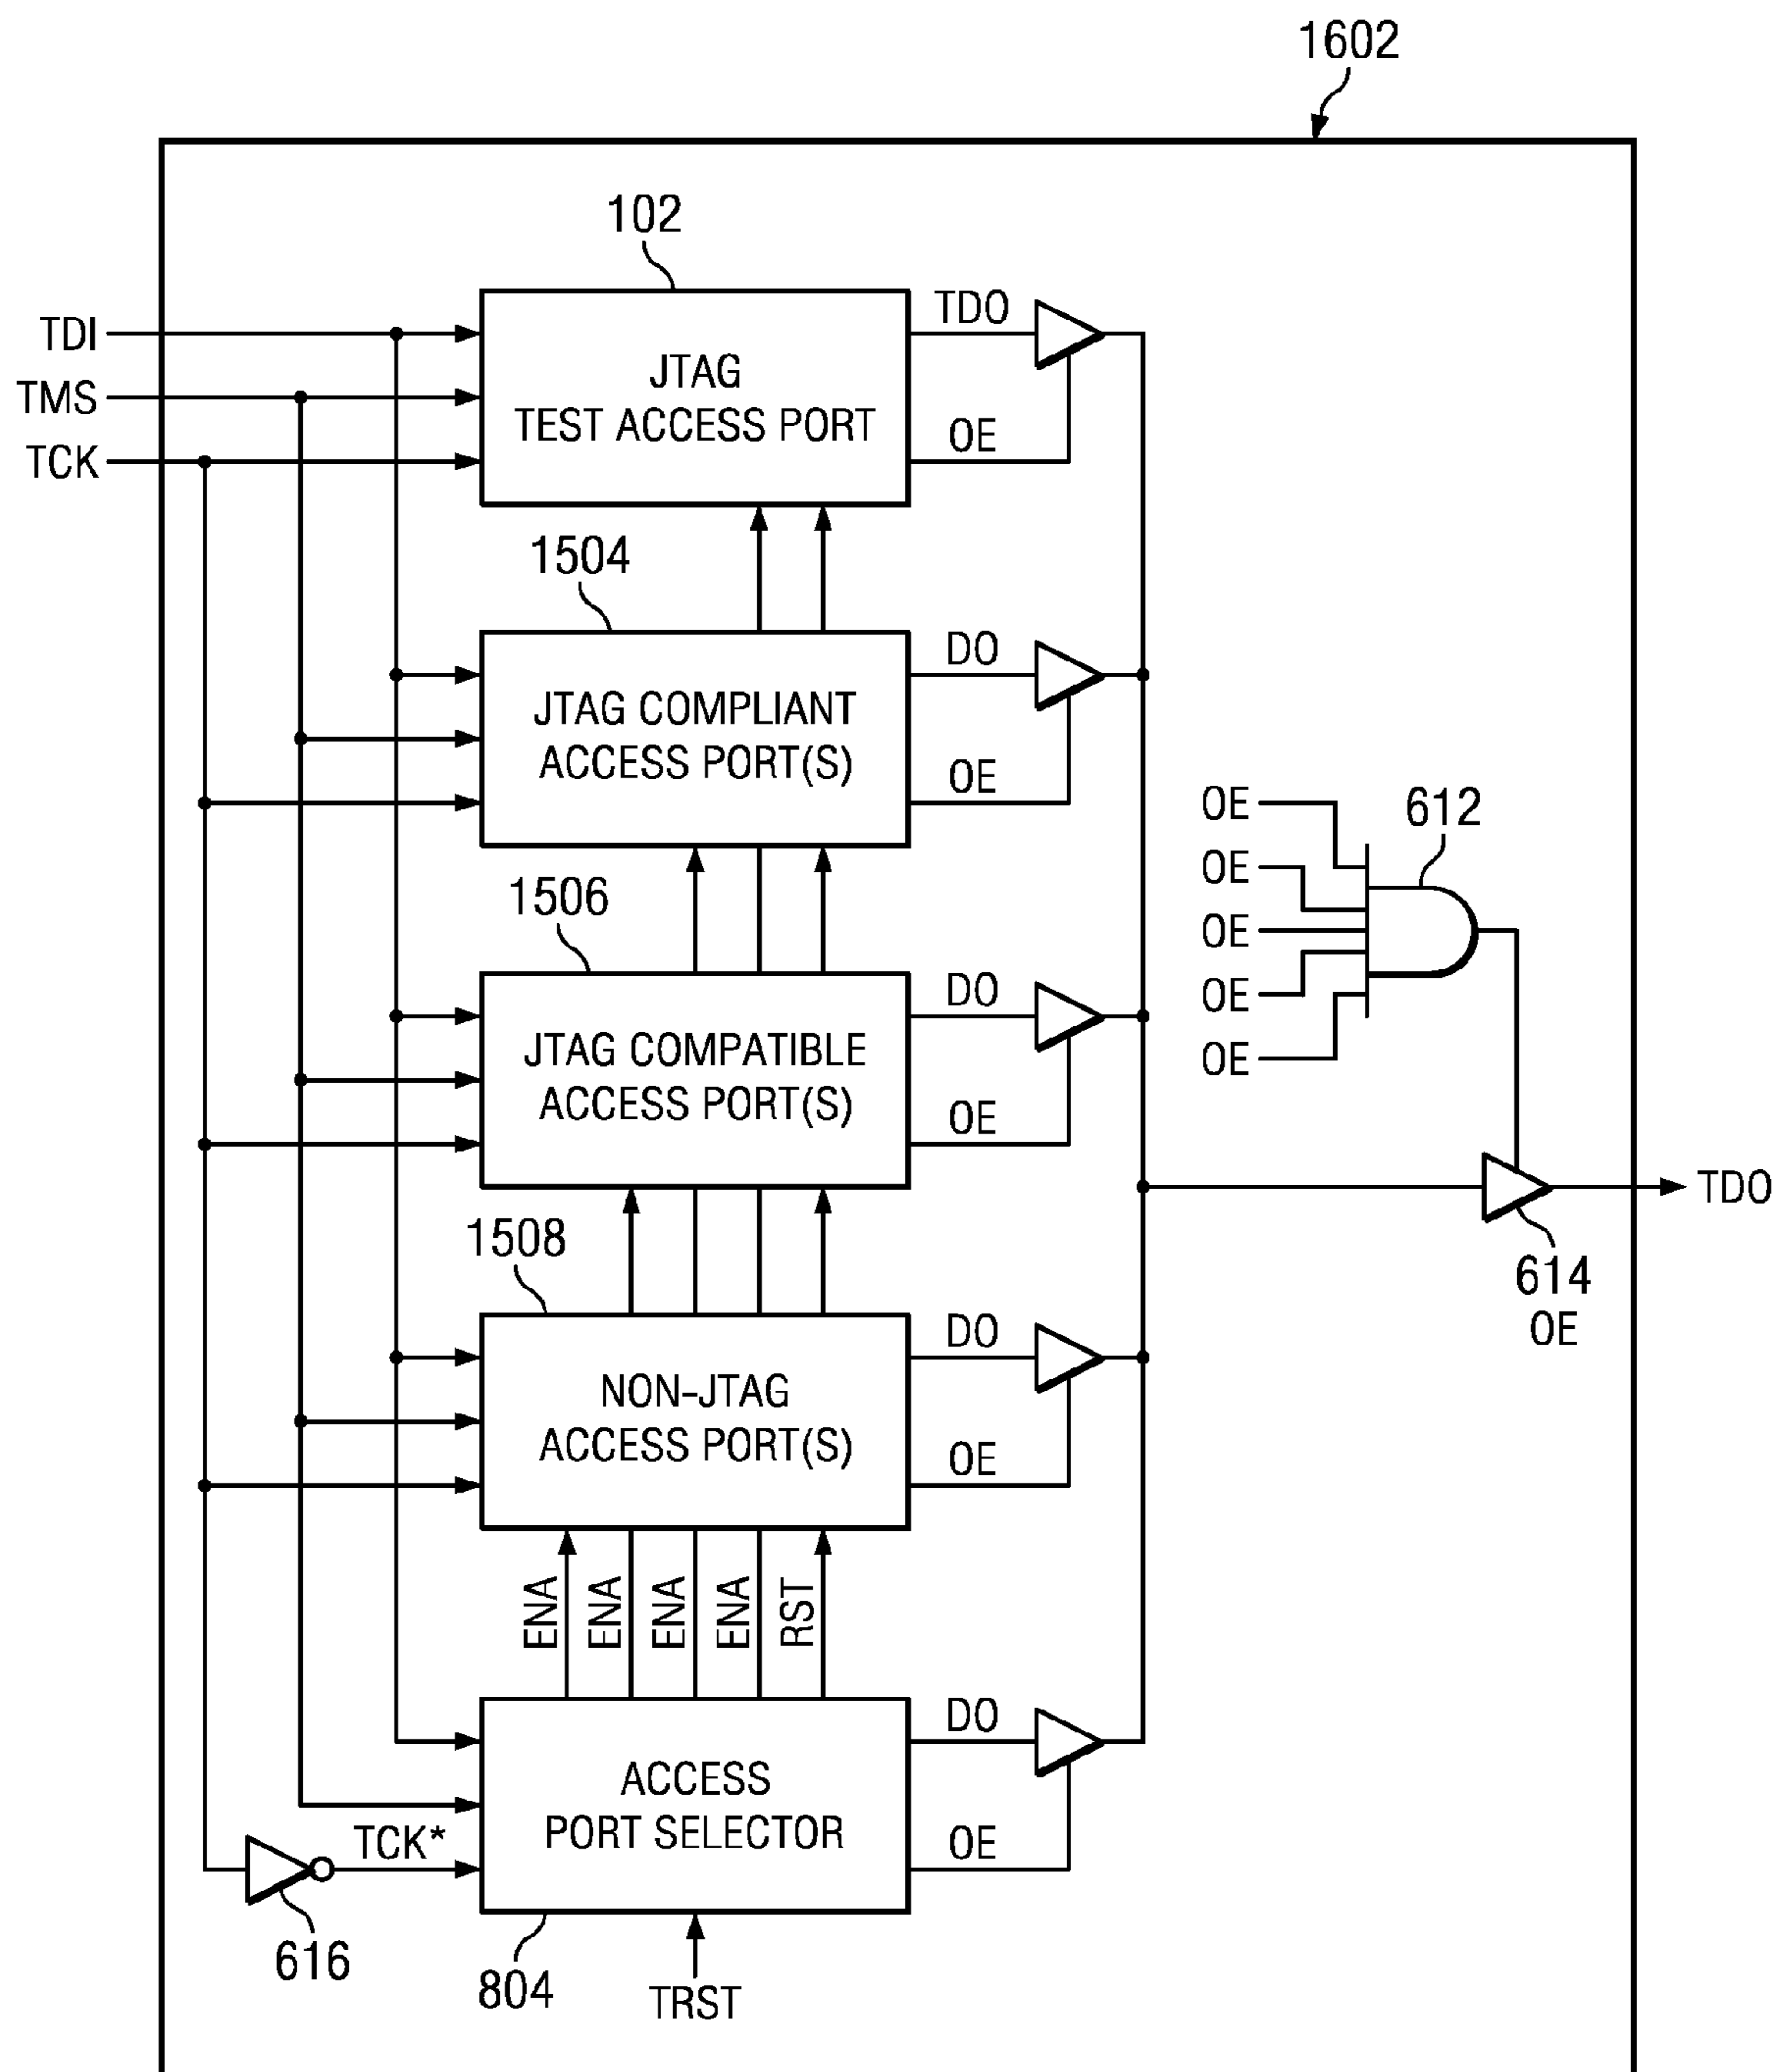 1602
102
TDI
TMS
TCK
JTAG
TEST ACCESS PORT
TDO
OE
1504
JTAG COMPLIANT
ACCESS PORT(S)
DO
OE
1506
JTAG COMPATIBLE
ACCESS PORT(S)
DO
OE
OE
OE
OE
OE
OE
612
TDO
614
OE
1508
NON-JTAG
ACCESS PORT(S)
DO
OE
ENA
ENA
ENA
ENA
RST
ACCESS
PORT SELECTOR
DO
OE
TCK*
616
804
TRST